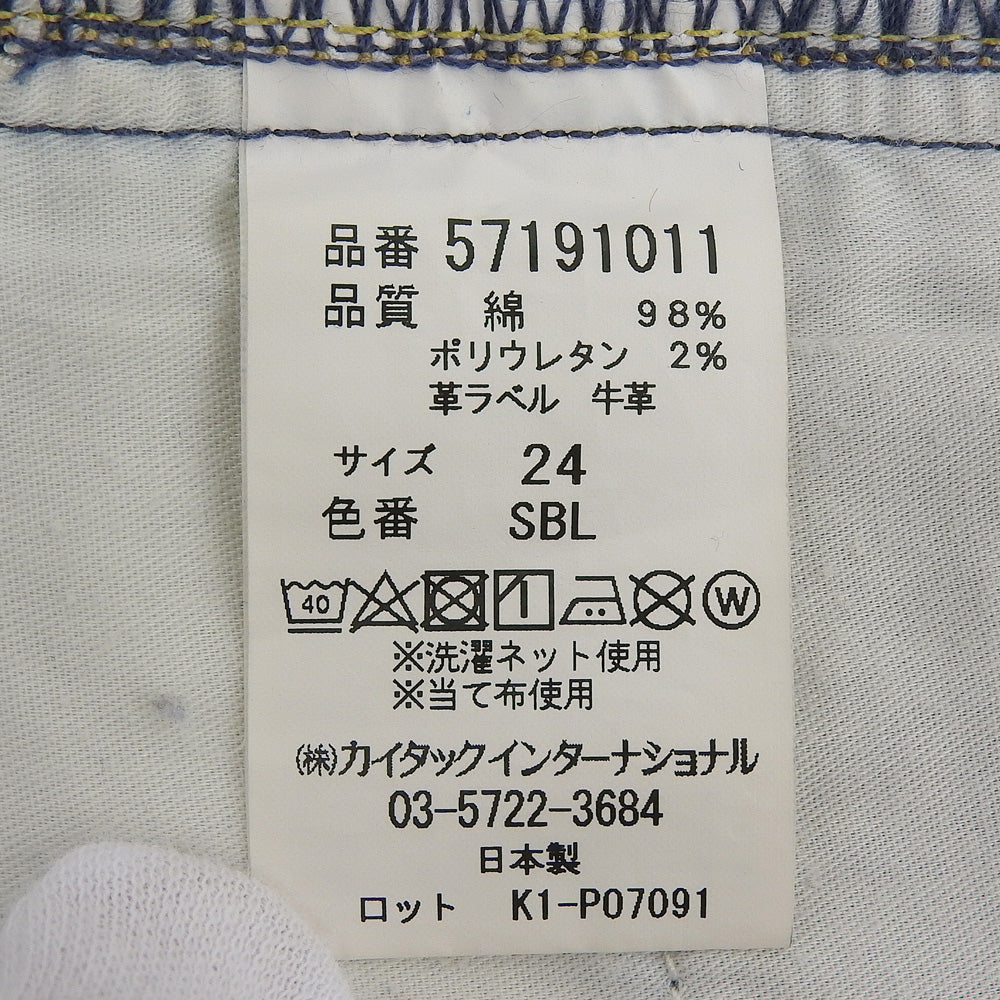 品番 57191011
品質 綿 98%
ポリウレタン 2%
革ラベル 牛革
サイズ 24
色番 SBL
40 W
※洗濯ネット使用
※当て布使用
㈱カイタックインターナショナル
03-5722-3684
日本製
ロット K1-P07091